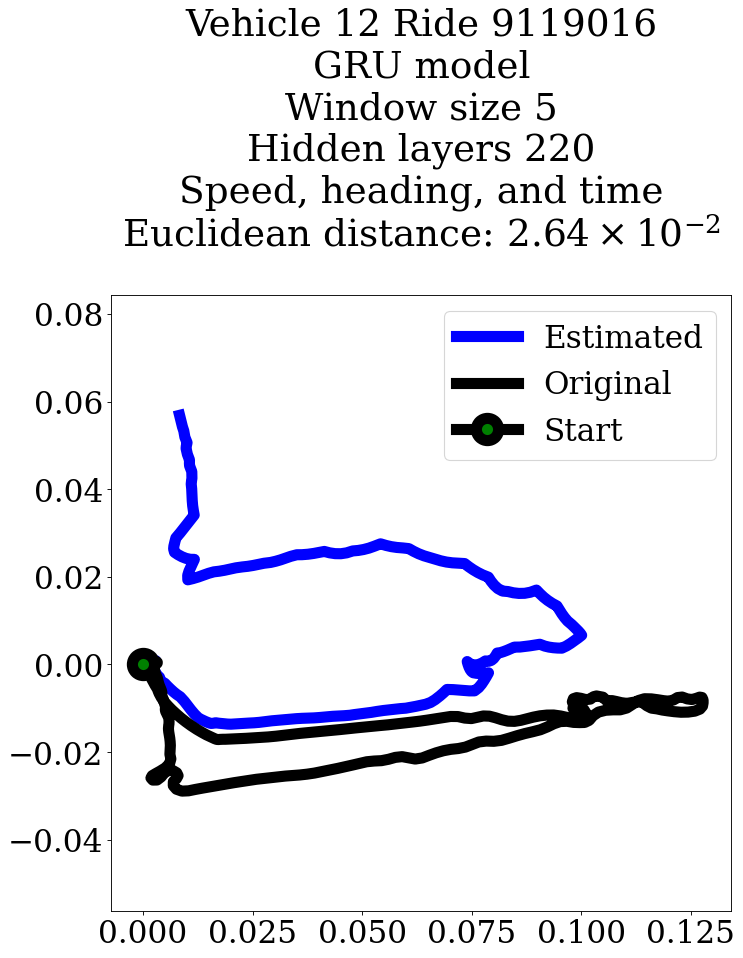 Vehicle 12 Ride 9119016
GRU model
Window size 5
Hidden layers 220
Speed, heading, and time
Euclidean distance: 2.64 × 10⁻²
Estimated
Original
Start
0.08
0.06
0.04
0.02
0.00
−0.02
−0.04
0.000 0.025 0.050 0.075 0.100 0.125